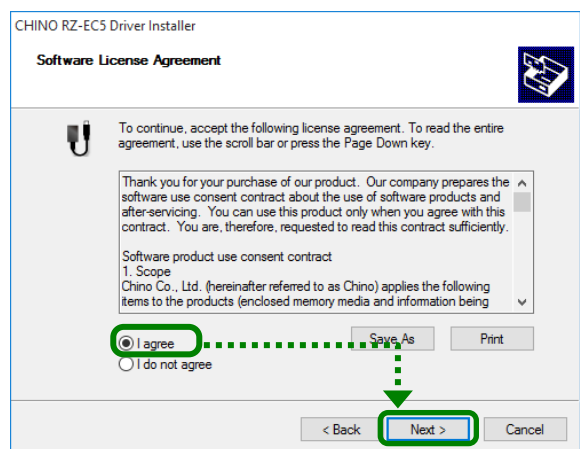 CHINO RZ-EC5 Driver Installer
Software License Agreement
To continue, accept the following license agreement. To read the entire
agreement, use the scroll bar or press the Page Down key.
Thank you for your purchase of our product.  Our company prepares the
software use consent contract about the use of software products and
after-servicing.  You can use this product only when you agree with this
contract.  You are, therefore, requested to read this contract sufficiently.
Software product use consent contract
1. Scope
Chino Co., Ltd. (hereinafter referred to as Chino) applies the following
items to the products (enclosed memory media and information being
I agree
Save As
Print
I do not agree
< Back
Next >
Cancel